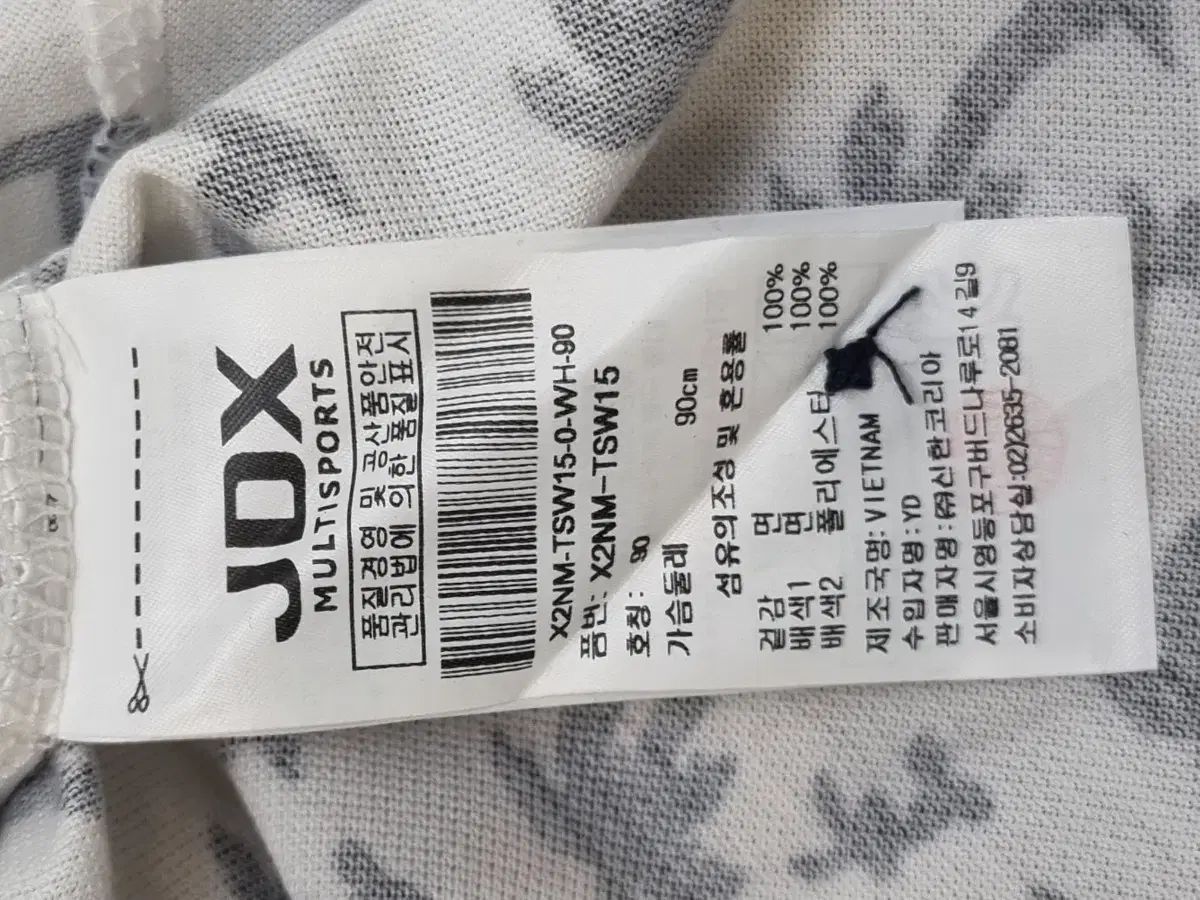 JDX
MULTISPORTS
품질경영 및 공산품안전
관리법에 의한 품질표시
X2NM-TSW15-0-WH-90
품번: X2NM-TSW15
호칭: 90
가슴둘레 90cm
섬유의조성 및 혼용률
겉감 면 100%
배색1 면 100%
배색2 폴리에스터 100%
제조국명: VIETNAM
수입자명: YD
판매자명: ㈜신한코리아
서울시영등포구버드나루로14길9
소비자상담실:02)2635-2081